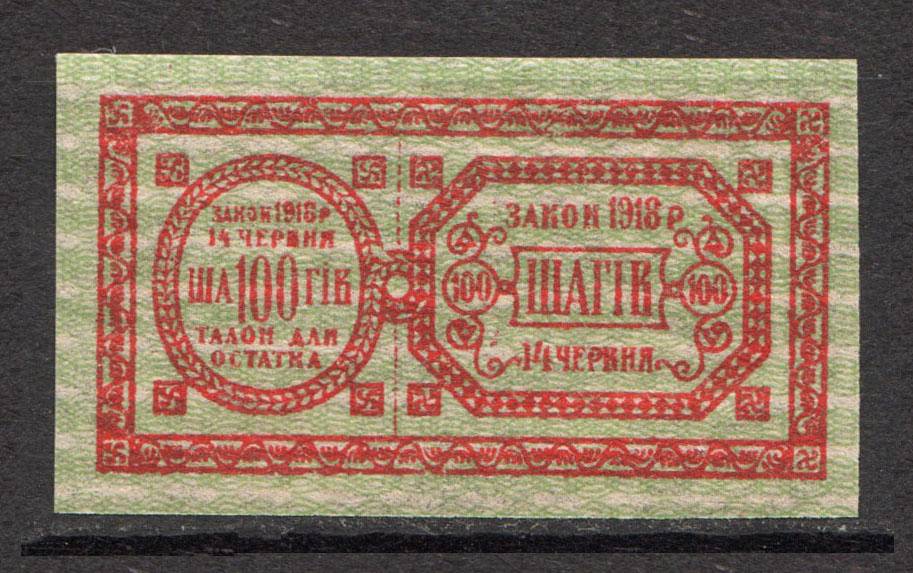 ЗАКОН 1918 Р
14 ЧЕРВНЯ
ША 100 ГІВ
ТАЛОН ДЛЯ
ОСТАТКА
ЗАКОН 1918 Р
100 ШАГІВ 100
14 ЧЕРВНЯ